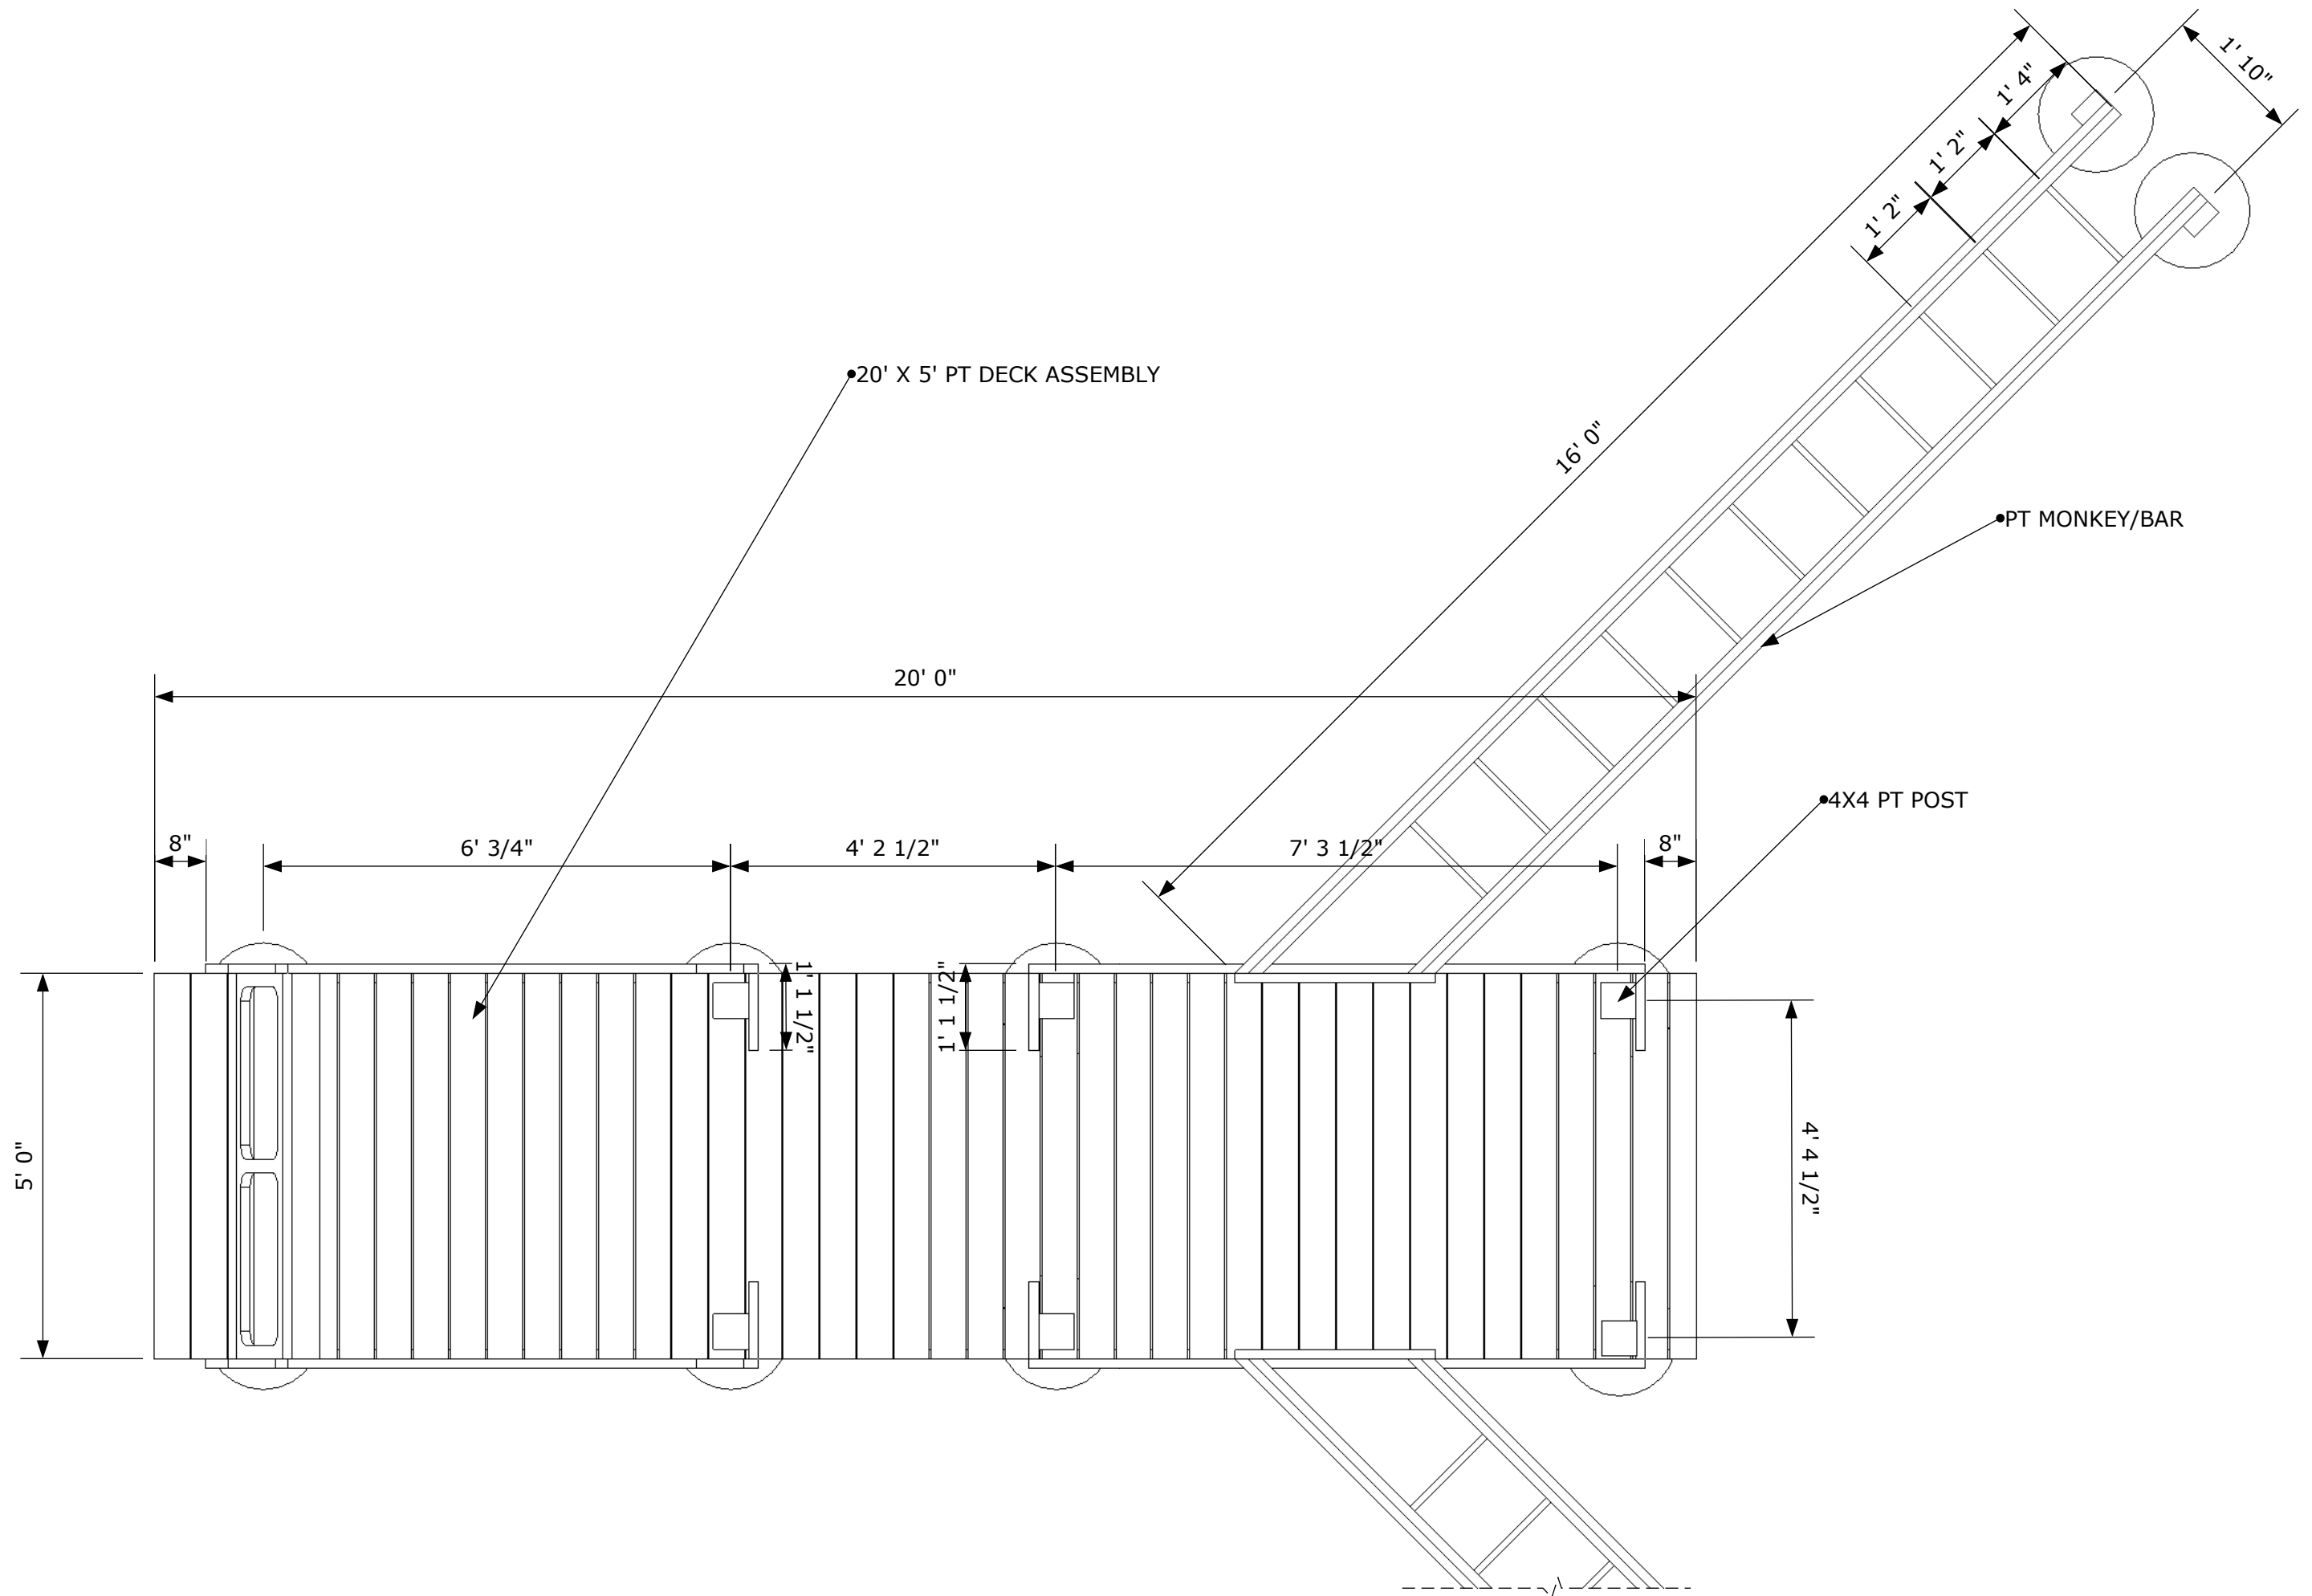 1' 10"
1' 4"
1' 2"
1' 2"
20' X 5' PT DECK ASSEMBLY
16' 0"
PT MONKEY/BAR
20' 0"
4X4 PT POST
8"
6' 3/4"
4' 2 1/2"
7' 3 1/2"
8"
1' 1 1/2"
1' 1 1/2"
5' 0"
4' 4 1/2"